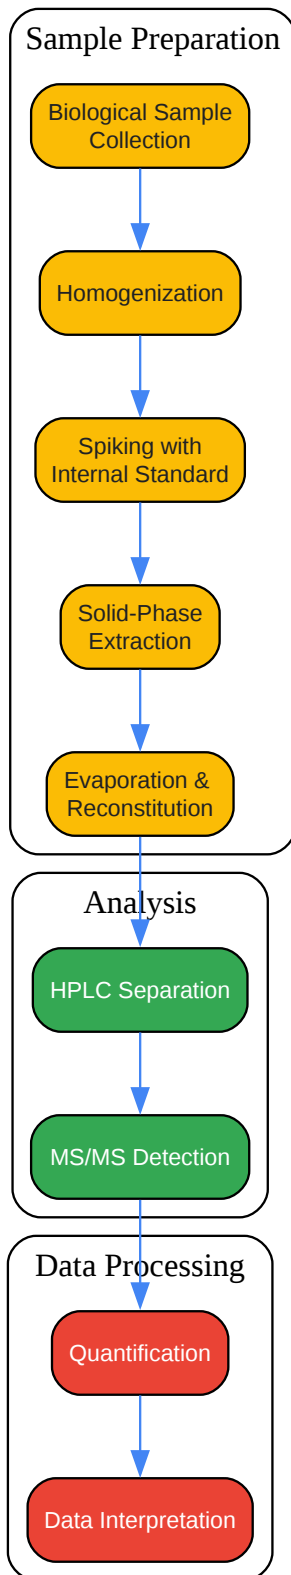 Sample Preparation
Biological Sample
Collection
Homogenization
Spiking with
Internal Standard
Solid-Phase
Extraction
Evaporation &
Reconstitution
Analysis
HPLC Separation
MS/MS Detection
Data Processing
Quantification
Data Interpretation